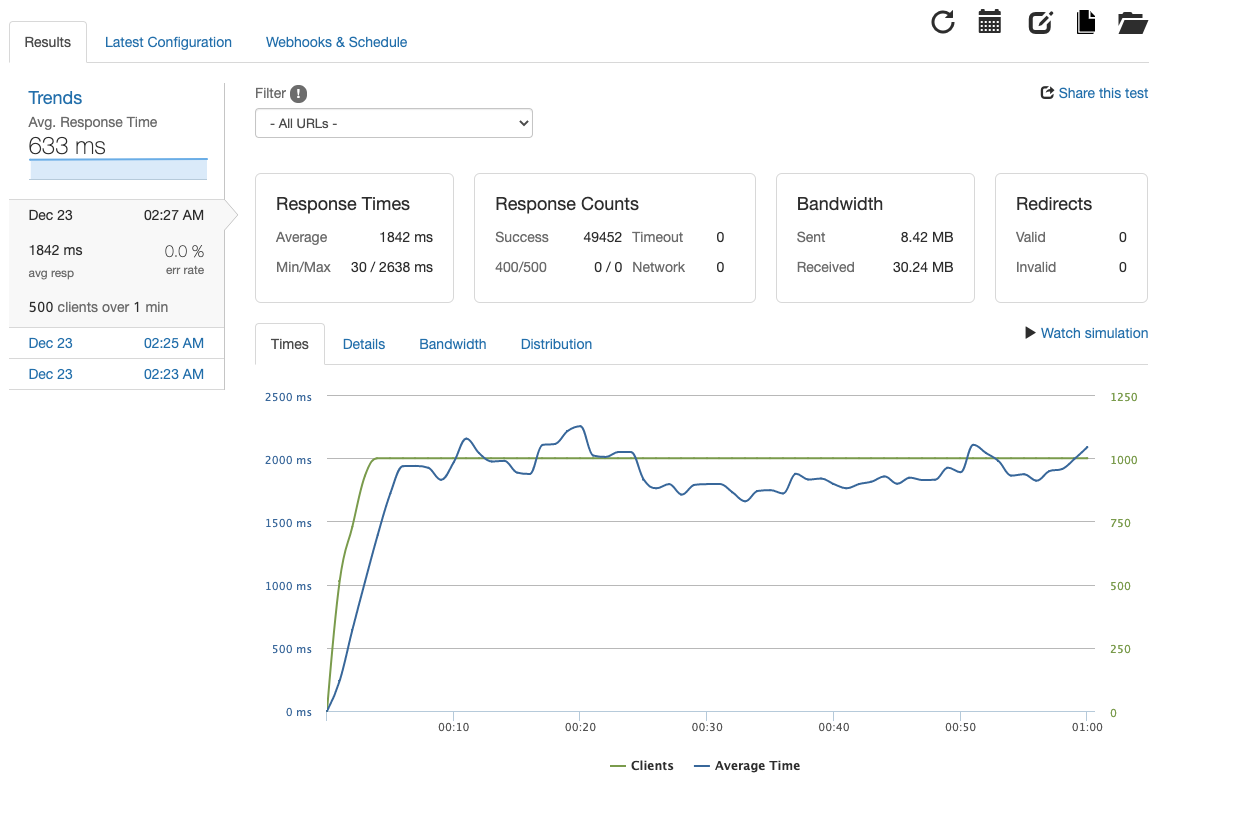 Results Latest Configuration Webhooks & Schedule
Trends
Avg. Response Time
633 ms
Dec 23 02:27 AM
1842 ms 0.0 %
avg resp err rate
500 clients over 1 min
Dec 23 02:25 AM
Dec 23 02:23 AM
Filter !
Share this test
- All URLs -
Response Times
Average 1842 ms
Min/Max 30 / 2638 ms
Response Counts
Success 49452 Timeout 0
400/500 0 / 0 Network 0
Bandwidth
Sent 8.42 MB
Received 30.24 MB
Redirects
Valid 0
Invalid 0
Times Details Bandwidth Distribution
Watch simulation
2500 ms 1250
2000 ms 1000
1500 ms 750
1000 ms 500
500 ms 250
0 ms 0
00:10 00:20 00:30 00:40 00:50 01:00
Clients Average Time